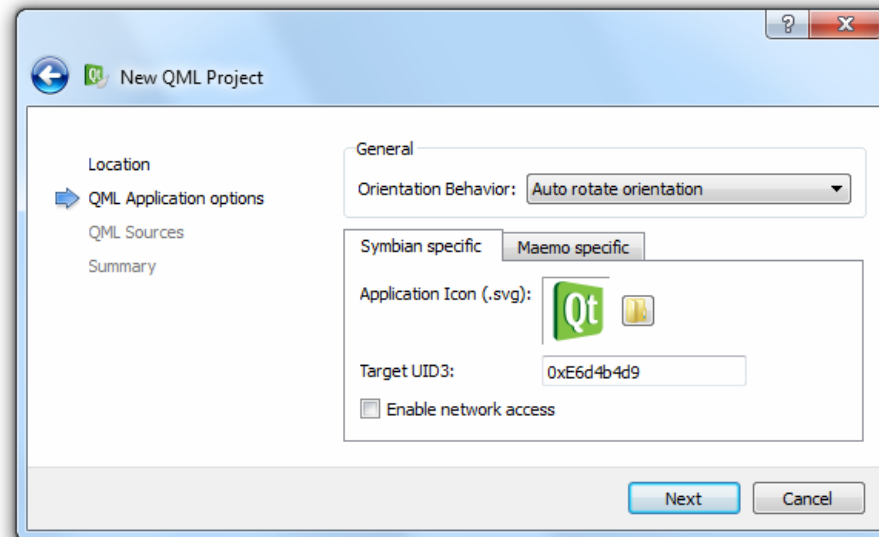 New QML Project
Location
QML Application options
QML Sources
Summary
General
Orientation Behavior: Auto rotate orientation
Symbian specific Maemo specific
Application Icon (.svg): Qt
Target UID3: 0xE6d4b4d9
Enable network access
Next Cancel